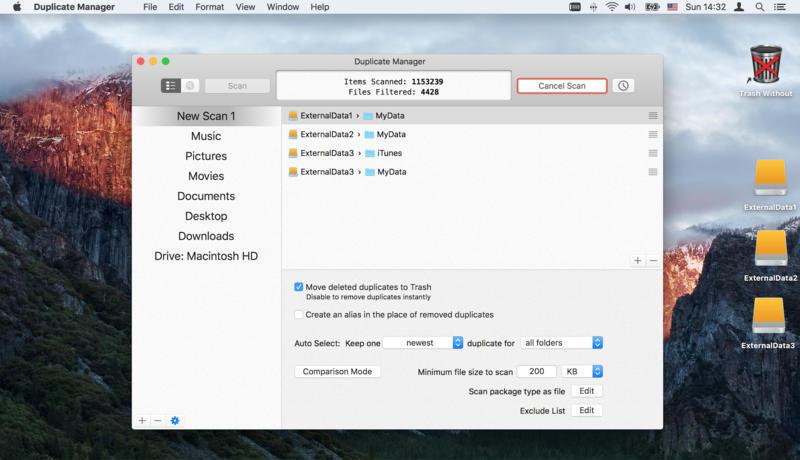 Duplicate Manager File Edit Format View Window Help Sun 14:32
Duplicate Manager
Scan
Items Scanned: 1153239
Files Filtered: 4428
Cancel Scan
New Scan 1
Music
Pictures
Movies
Documents
Desktop
Downloads
Drive: Macintosh HD
ExternalData1 › MyData
ExternalData2 › MyData
ExternalData3 › iTunes
ExternalData3 › MyData
Move deleted duplicates to Trash
Disable to remove duplicates instantly
Create an alias in the place of removed duplicates
Auto Select: Keep one newest duplicate for all folders
Comparison Mode Minimum file size to scan 200 KB
Scan package type as file Edit
Exclude List Edit
Trash Without
ExternalData1
ExternalData2
ExternalData3